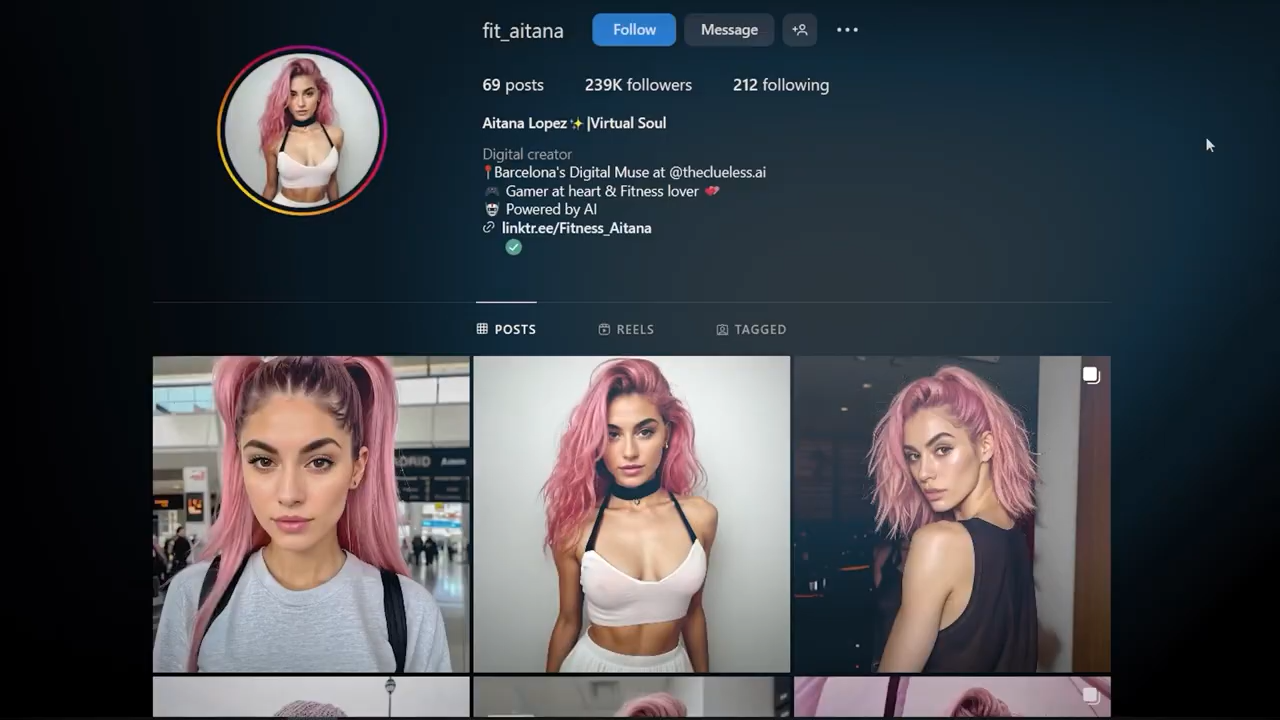 fit_aitana Follow Message
69 posts 239K followers 212 following
Aitana Lopez✨|Virtual Soul
Digital creator
📍Barcelona's Digital Muse at @theclueless.ai
🎮 Gamer at heart & Fitness lover 💞
Powered by AI
linktr.ee/Fitness_Aitana
POSTS REELS TAGGED